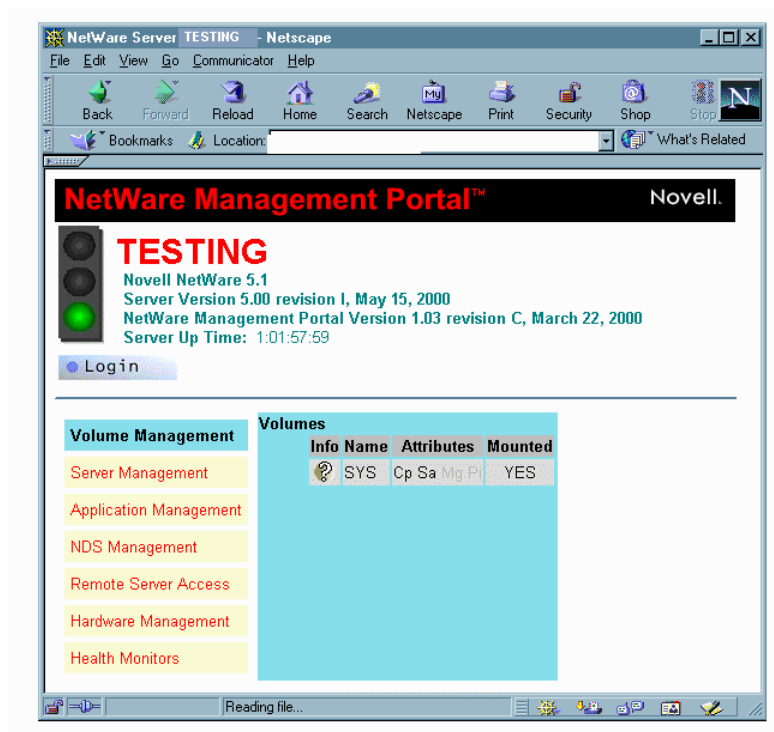 NetWare Server TESTING - Netscape
File Edit View Go Communicator Help
Back Forward Reload Home Search Netscape Print Security Shop Stop
My
N
Bookmarks Location: What's Related
NetWare Management Portal™ Novell.
TESTING
Novell NetWare 5.1
Server Version 5.00 revision I, May 15, 2000
NetWare Management Portal Version 1.03 revision C, March 22, 2000
Server Up Time: 1:01:57:59
Login
Volume Management
Server Management
Application Management
NDS Management
Remote Server Access
Hardware Management
Health Monitors
Volumes
Info Name Attributes Mounted
? SYS Cp Sa Mg Pi YES
Reading file...